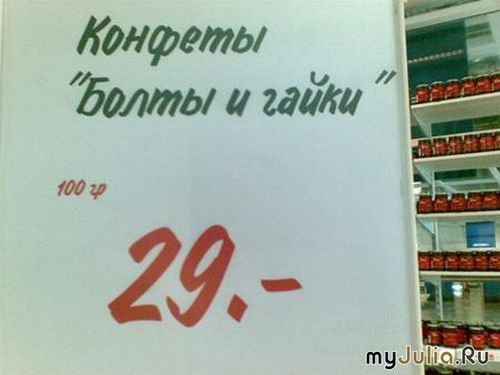 Конфеты
"Болты и гайки"
100 гр
29.-
myJulia.Ru